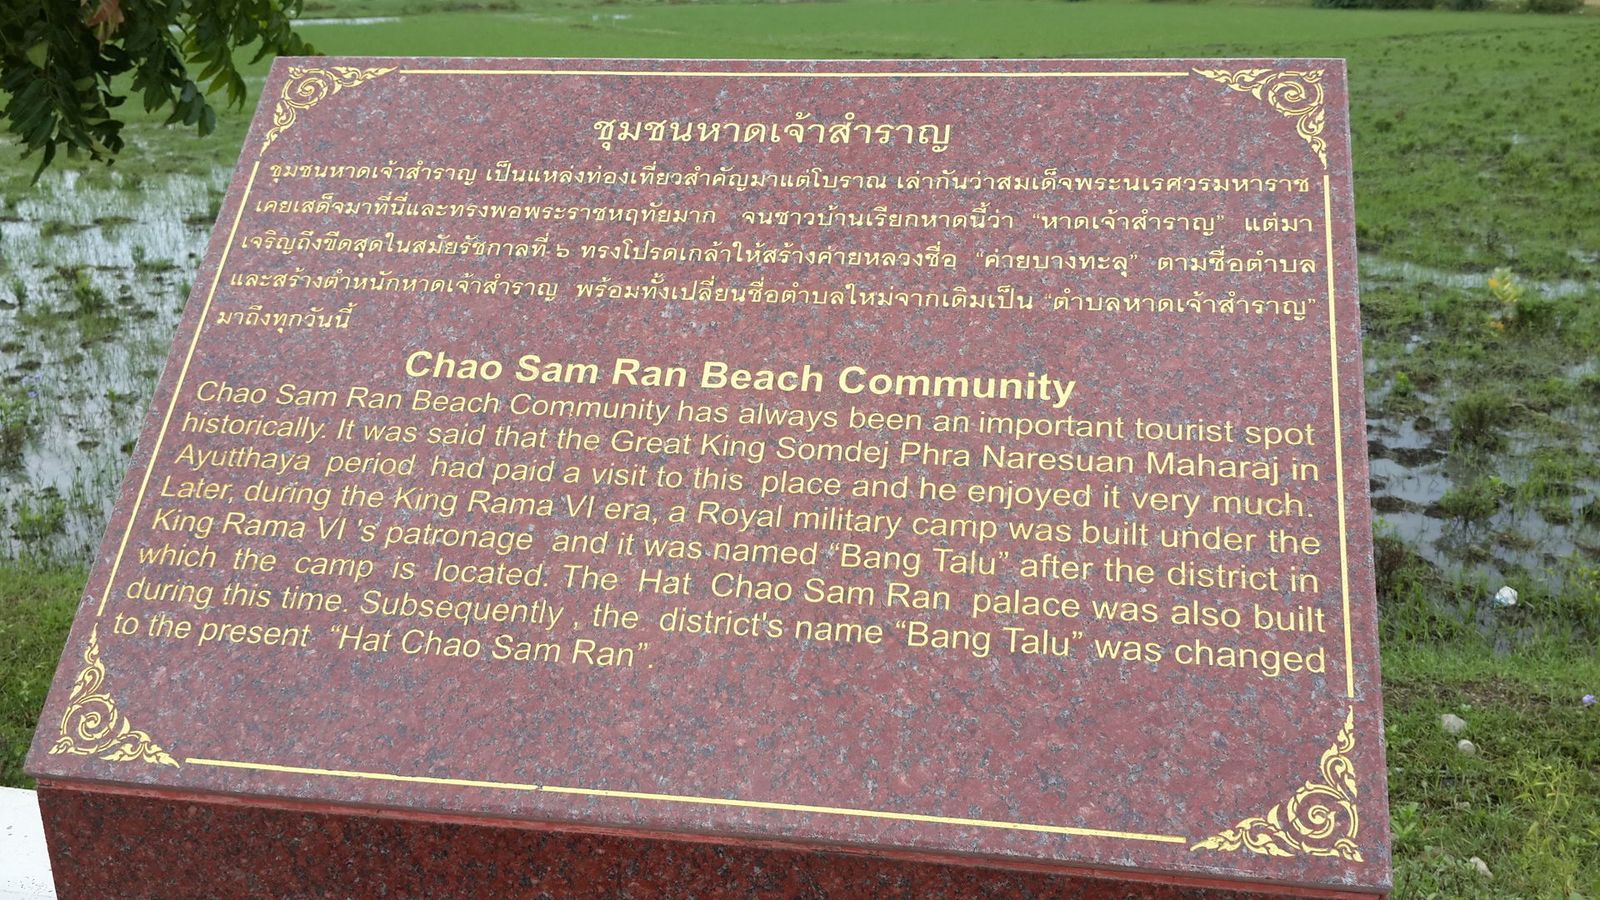 ชุมชนหาดเจ้าสำราญ
ชุมชนหาดเจ้าสำราญ เป็นแหล่งท่องเที่ยวสำคัญมาแต่โบราณ เล่ากันว่าสมเด็จพระนเรศวรมหาราช
เคยเสด็จมาที่นี่และทรงพอพระราชหฤทัยมาก จนชาวบ้านเรียกหาดนี้ว่า “หาดเจ้าสำราญ” แต่มา
เจริญถึงขีดสุดในสมัยรัชกาลที่ ๖ ทรงโปรดเกล้าให้สร้างค่ายหลวงชื่อ “ค่ายบางทะลุ” ตามชื่อตำบล
และสร้างตำหนักหาดเจ้าสำราญ พร้อมทั้งเปลี่ยนชื่อตำบลใหม่จากเดิมเป็น “ตำบลหาดเจ้าสำราญ”
มาถึงทุกวันนี้
Chao Sam Ran Beach Community
Chao Sam Ran Beach Community has always been an important tourist spot
historically. It was said that the Great King Somdej Phra Naresuan Maharaj in
Ayutthaya period had paid a visit to this place and he enjoyed it very much.
Later, during the King Rama VI era, a Royal military camp was built under the
King Rama VI 's patronage and it was named “Bang Talu” after the district in
which the camp is located. The Hat Chao Sam Ran palace was also built
during this time. Subsequently , the district's name “Bang Talu” was changed
to the present “Hat Chao Sam Ran”.